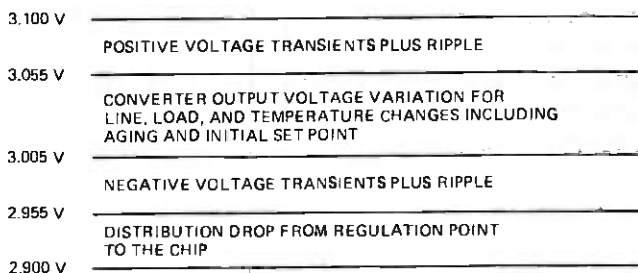 3.100 V
POSITIVE VOLTAGE TRANSIENTS PLUS RIPPLE
3.055 V
CONVERTER OUTPUT VOLTAGE VARIATION FOR
LINE, LOAD, AND TEMPERATURE CHANGES INCLUDING
AGING AND INITIAL SET POINT
3.005 V
NEGATIVE VOLTAGE TRANSIENTS PLUS RIPPLE
2.955 V
DISTRIBUTION DROP FROM REGULATION POINT
TO THE CHIP
2.900 V